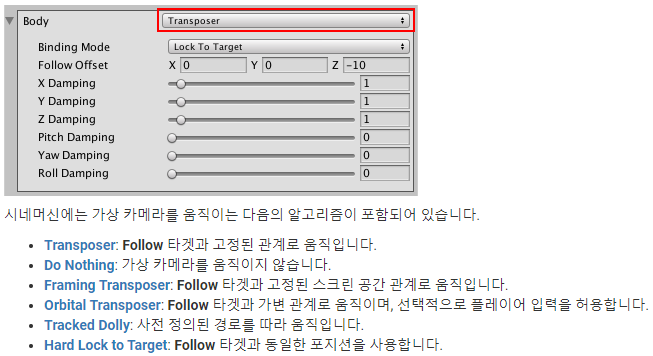 Body Transposer
Binding Mode Lock To Target
Follow Offset X 0 Y 0 Z -10
X Damping 1
Y Damping 1
Z Damping 1
Pitch Damping 0
Yaw Damping 0
Roll Damping 0
시네머신에는 가상 카메라를 움직이는 다음의 알고리즘이 포함되어 있습니다.
• Transposer: Follow 타겟과 고정된 관계로 움직입니다.
• Do Nothing: 가상 카메라를 움직이지 않습니다.
• Framing Transposer: Follow 타겟과 고정된 스크린 공간 관계로 움직입니다.
• Orbital Transposer: Follow 타겟과 가변 관계로 움직이며, 선택적으로 플레이어 입력을 허용합니다.
• Tracked Dolly: 사전 정의된 경로를 따라 움직입니다.
• Hard Lock to Target: Follow 타겟과 동일한 포지션을 사용합니다.